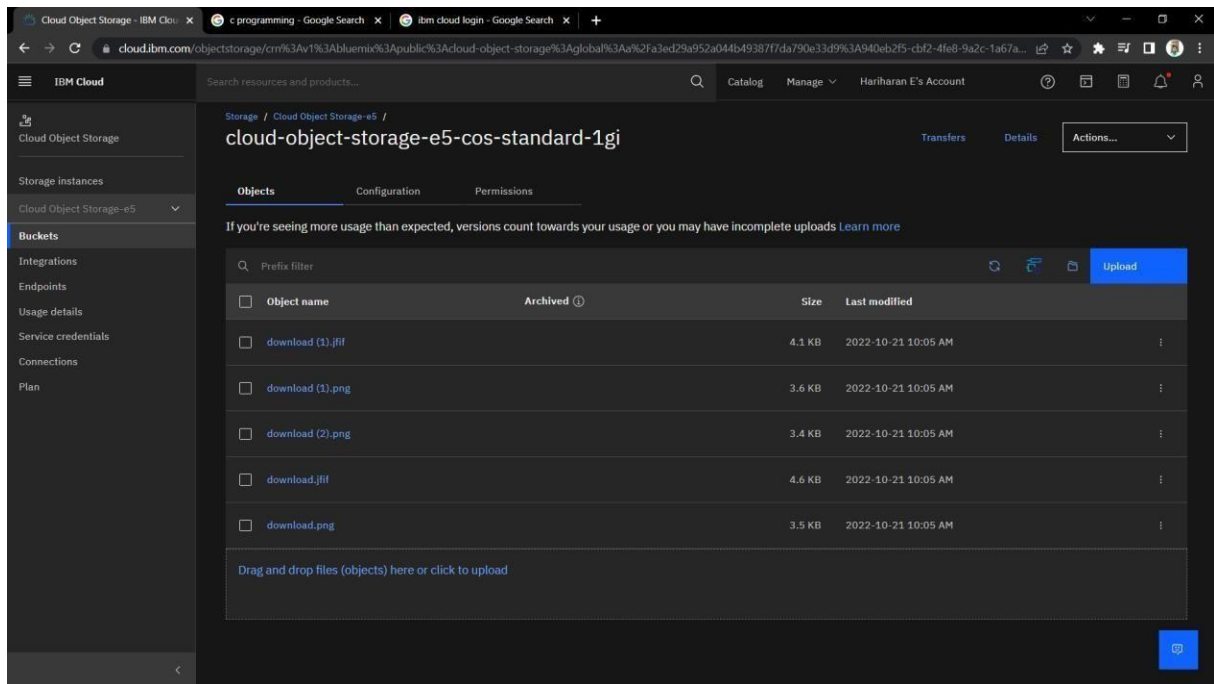 Cloud Object Storage - IBM Clou
c programming - Google Search
ibm cloud login - Google Search
cloud.ibm.com/objectstorage/crn%3Av1%3Abluemix%3Apublic%3Acloud-object-storage%3Aglobal%3Aa%2Fa3ed29a952a044b49387f7da790e33d9%3A940eb2f5-cbf2-4fe8-9a2c-1a67a...
IBM Cloud
Search resources and products...
Catalog
Manage
Hariharan E's Account
Cloud Object Storage
Storage instances
Cloud Object Storage-e5
Buckets
Integrations
Endpoints
Usage details
Service credentials
Connections
Plan
Storage / Cloud Object Storage-e5 /
cloud-object-storage-e5-cos-standard-1gi
Transfers
Details
Actions...
Objects
Configuration
Permissions
If you're seeing more usage than expected, versions count towards your usage or you may have incomplete uploads Learn more
Prefix filter
Upload
Object name Archived Size Last modified
download (1).jfif 4.1 KB 2022-10-21 10:05 AM
download (1).png 3.6 KB 2022-10-21 10:05 AM
download (2).png 3.4 KB 2022-10-21 10:05 AM
download.jfif 4.6 KB 2022-10-21 10:05 AM
download.png 3.5 KB 2022-10-21 10:05 AM
Drag and drop files (objects) here or click to upload